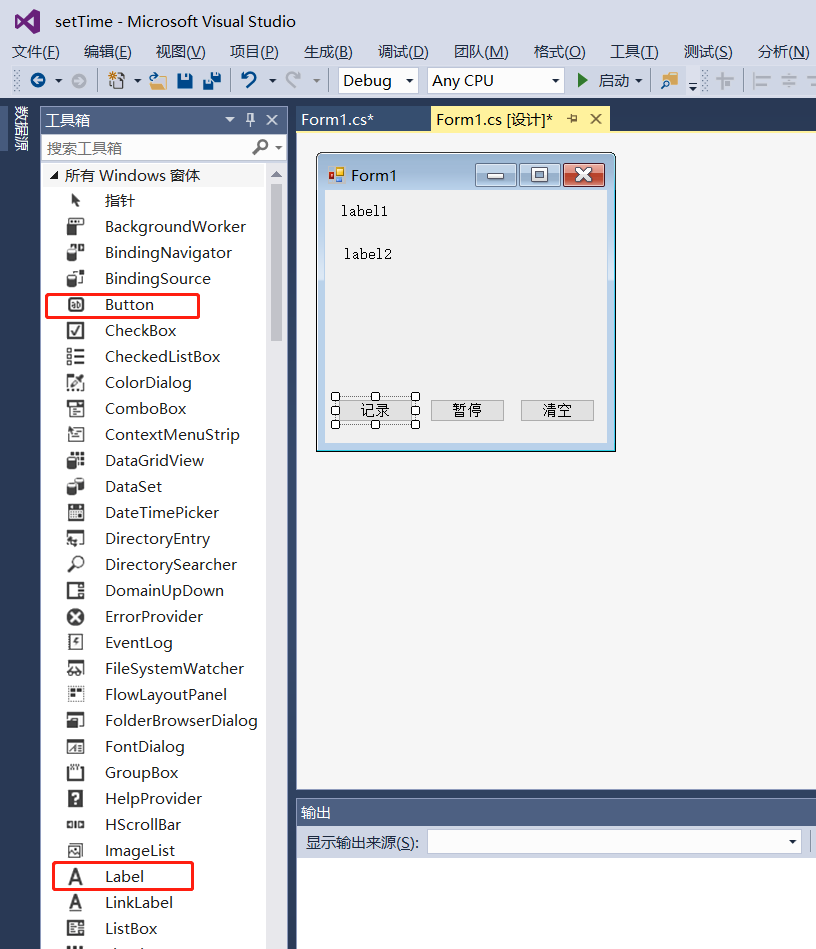 setTime - Microsoft Visual Studio
文件(F) 编辑(E) 视图(V) 项目(P) 生成(B) 调试(D) 团队(M) 格式(O) 工具(T) 测试(S) 分析(N)
Debug Any CPU 启动
数据源
工具箱
搜索工具箱
所有 Windows 窗体
指针
BackgroundWorker
BindingNavigator
BindingSource
Button
CheckBox
CheckedListBox
ColorDialog
ComboBox
ContextMenuStrip
DataGridView
DataSet
DateTimePicker
DirectoryEntry
DirectorySearcher
DomainUpDown
ErrorProvider
EventLog
FileSystemWatcher
FlowLayoutPanel
FolderBrowserDialog
FontDialog
GroupBox
HelpProvider
HScrollBar
ImageList
Label
LinkLabel
ListBox
Form1.cs* Form1.cs [设计]*
Form1
label1
label2
记录 暂停 清空
输出
显示输出来源(S):